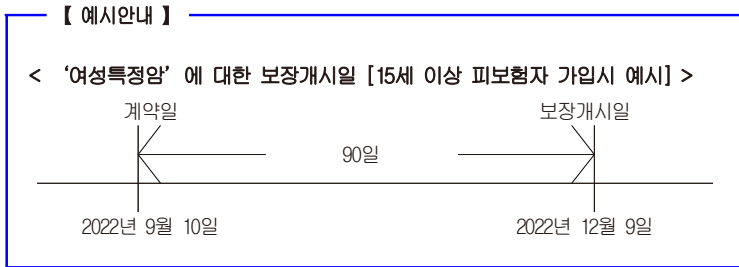 【 예시안내 】
< ‘여성특정암’ 에 대한 보장개시일 [15세 이상 피보험자 가입시 예시] >
계약일 보장개시일
90일
2022년 9월 10일 2022년 12월 9일